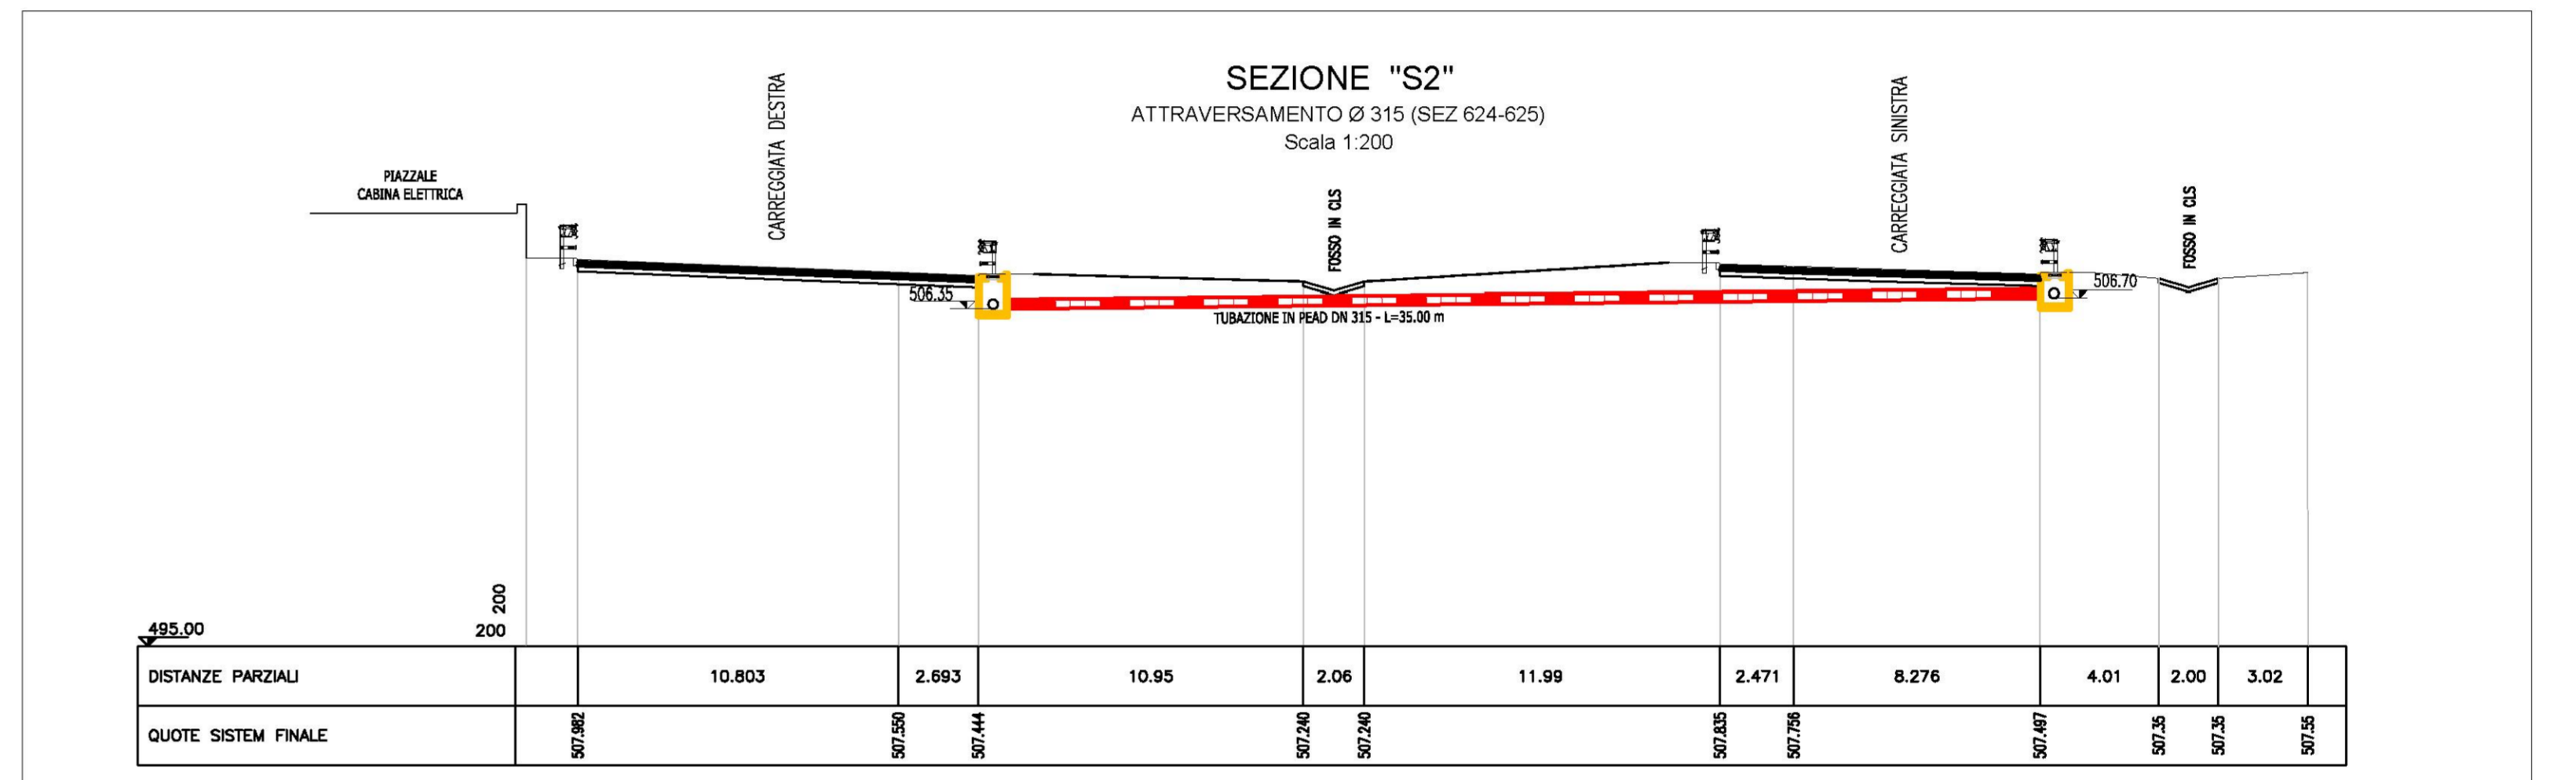 SEZIONE "S2"
ATTRAVERSAMENTO Ø 315 (SEZ 624-625)
Scala 1:200
CARREGGIATA DESTRA
CARREGGIATA SINISTRA
PIAZZALE
CABINA ELETTRICA
FOSSO IN CLS
FOSSO IN CLS
506.35
506.70
TUBAZIONE IN PEAD DN 315 - L=35.00 m
200
495.00
200
DISTANZE PARZIALI 10.803 2.693 10.95 2.06 11.99 2.471 8.276 4.01 2.00 3.02
QUOTE SISTEM FINALE 507.982 507.550 507.444 507.240 507.240 507.835 507.756 507.497 507.35 507.35 507.55